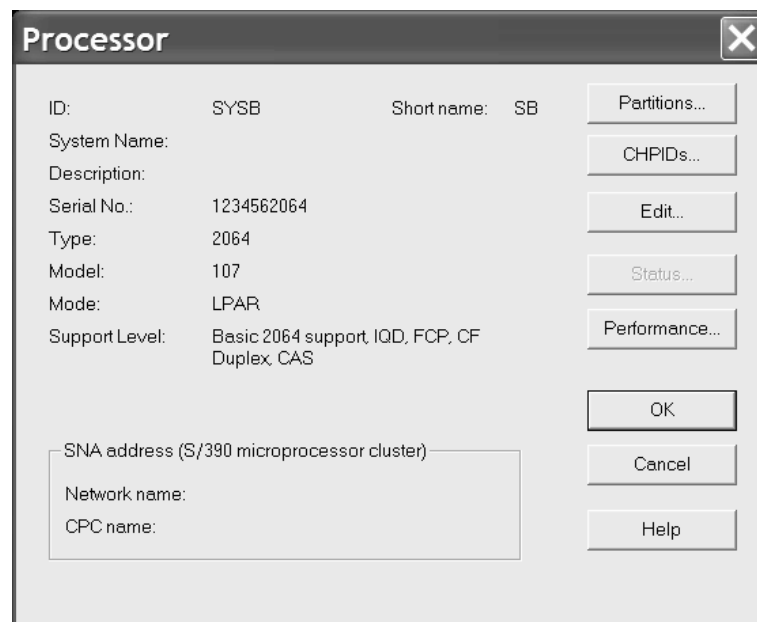 Processor
ID: SYSB Short name: SB
System Name:
Description:
Serial No.: 1234562064
Type: 2064
Model: 107
Mode: LPAR
Support Level: Basic 2064 support, IQD, FCP, CF
Duplex, CAS
SNA address (S/390 microprocessor cluster)
Network name:
CPC name:
Partitions...
CHPIDs...
Edit...
Status...
Performance...
OK
Cancel
Help